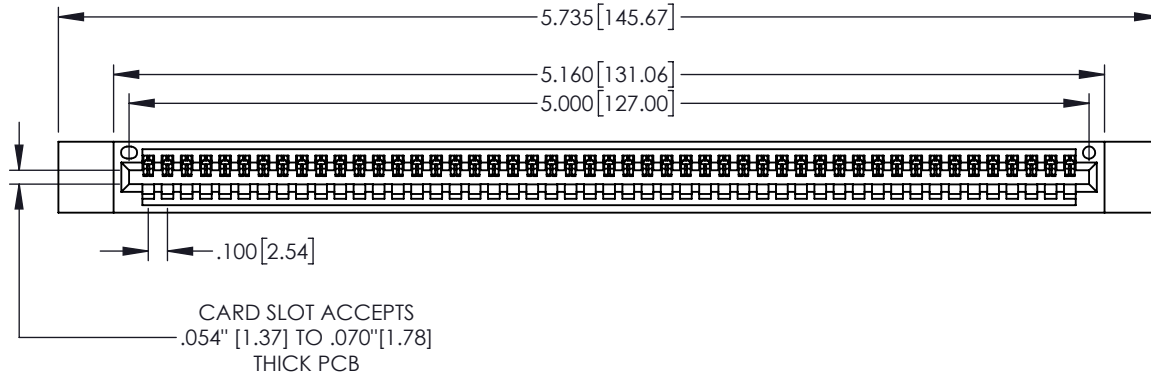 5.735[145.67]
5.160[131.06]
5.000[127.00]
.100[2.54]
CARD SLOT ACCEPTS
.054" [1.37] TO .070"[1.78]
THICK PCB